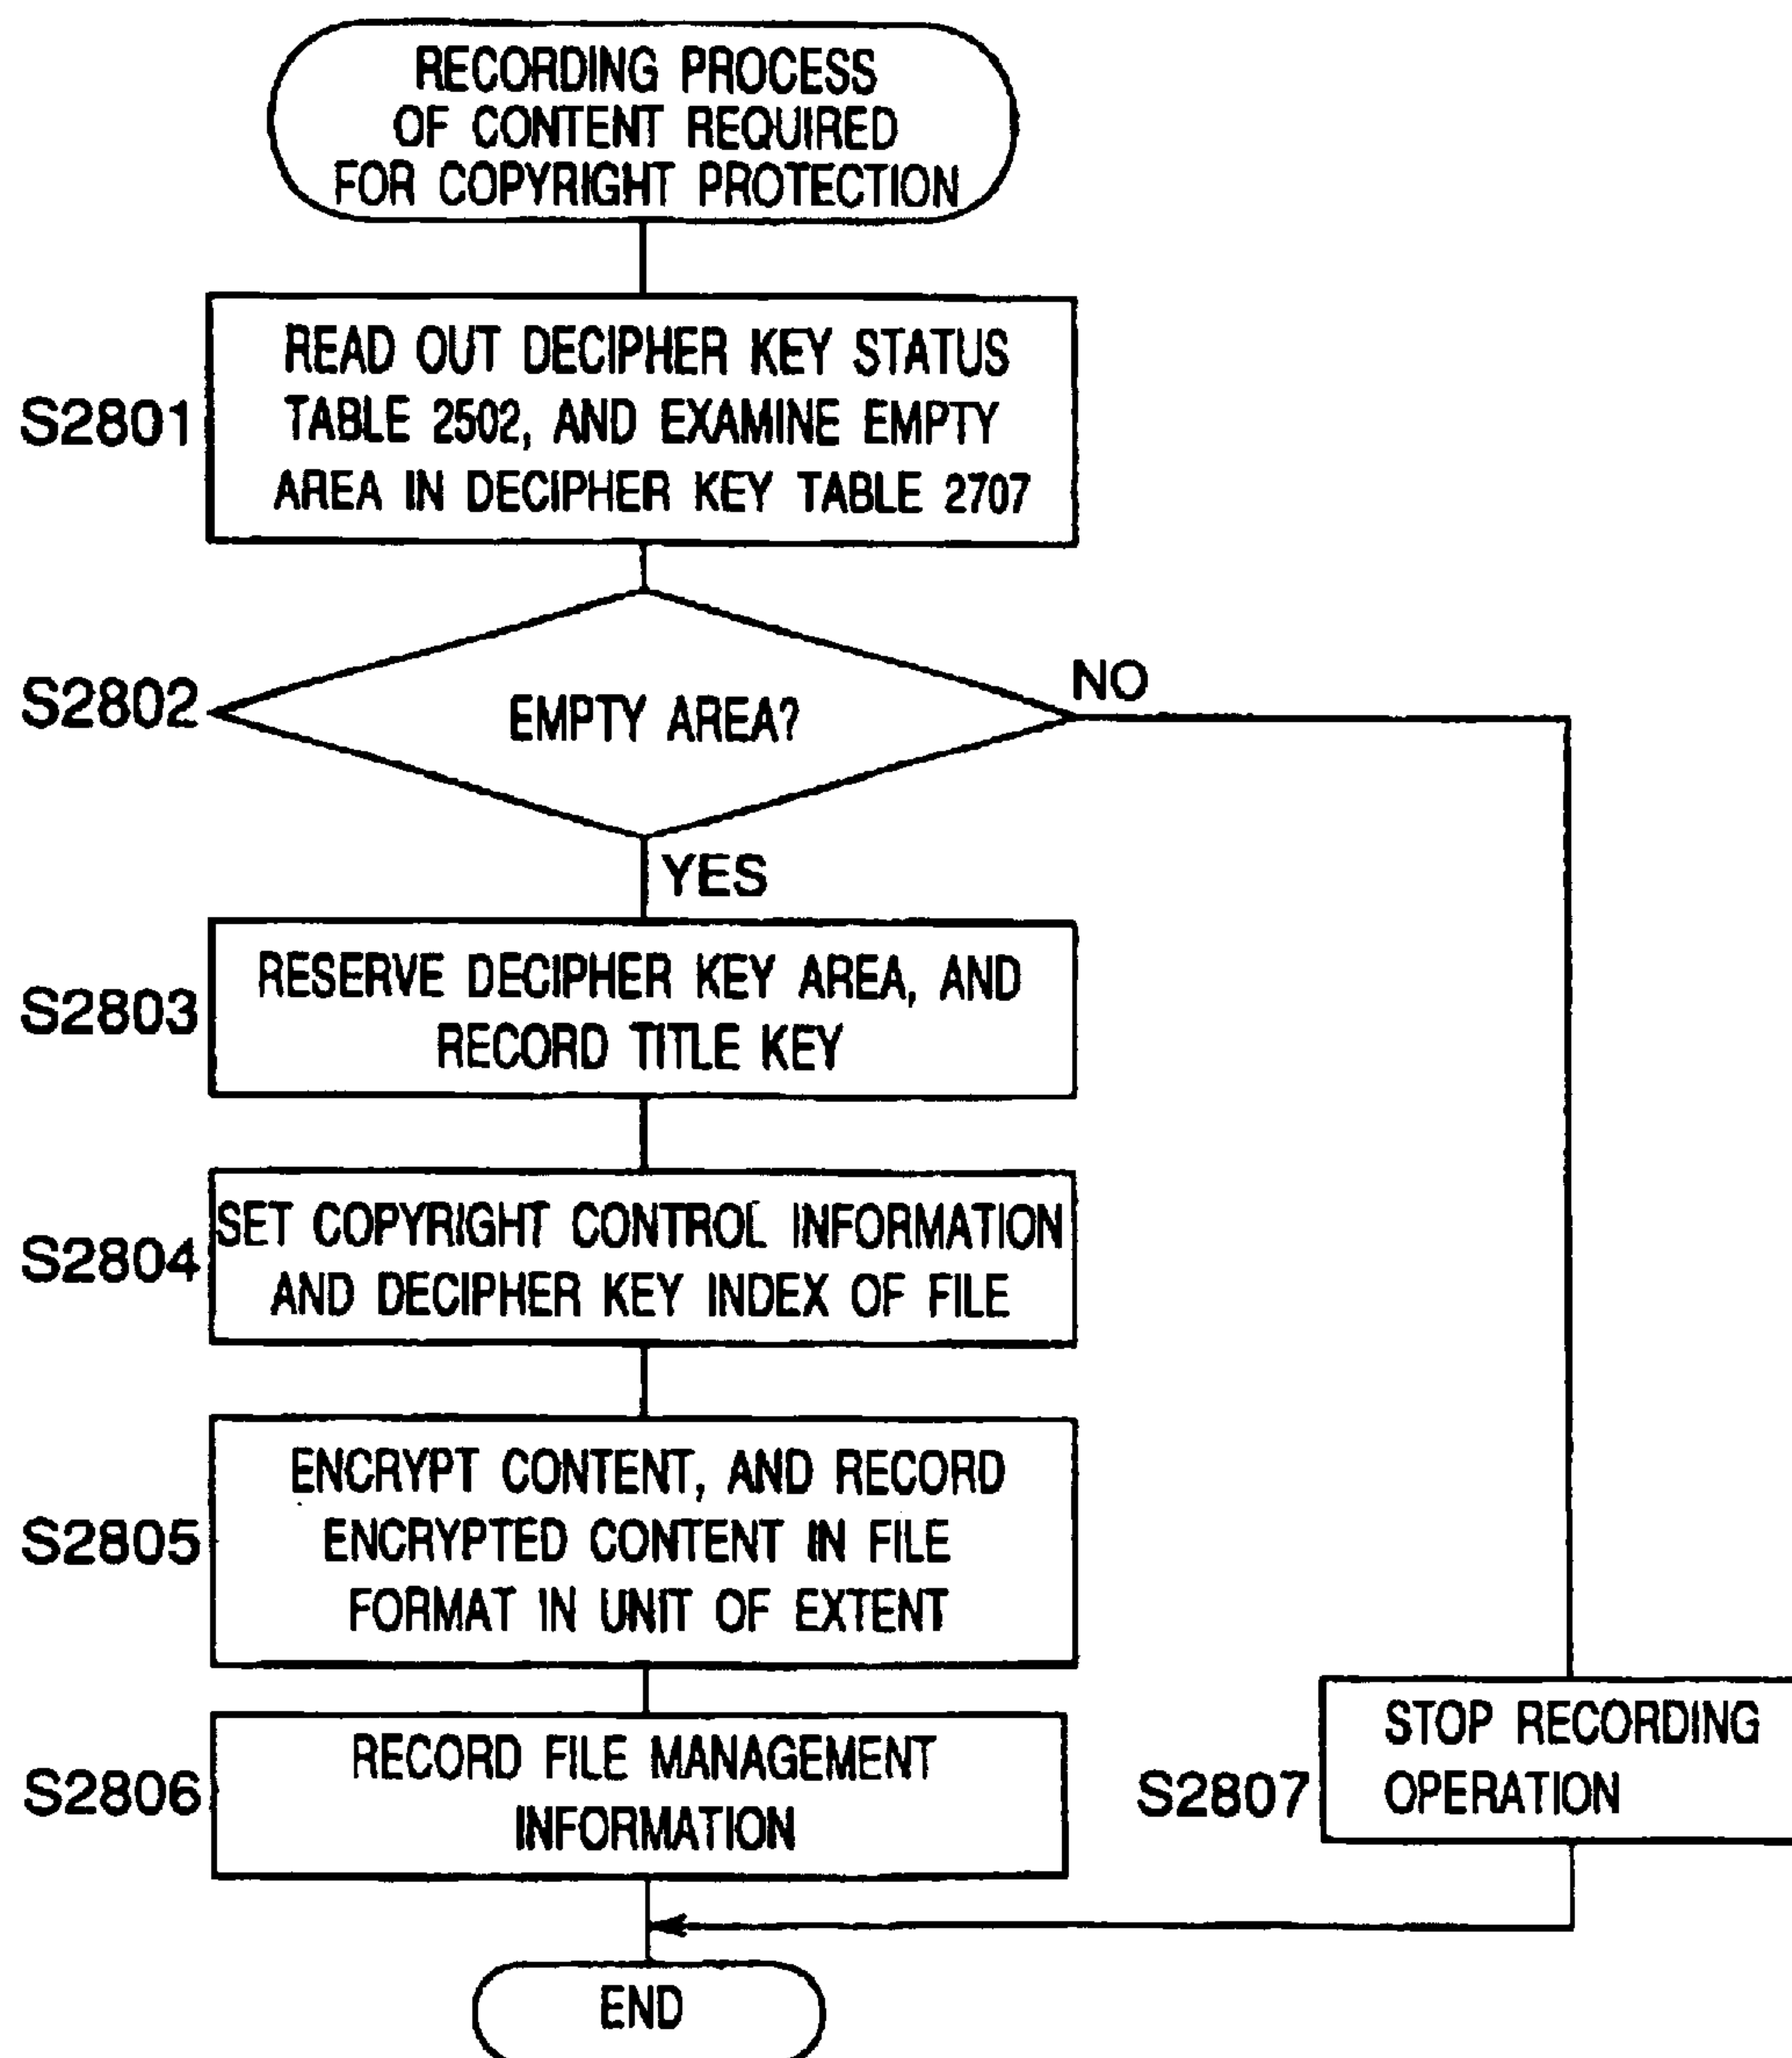 RECORDING PROCESS
OF CONTENT REQUIRED
FOR COPYRIGHT PROTECTION
S2801
READ OUT DECIPHER KEY STATUS
TABLE 2502, AND EXAMINE EMPTY
AREA IN DECIPHER KEY TABLE 2707
S2802
EMPTY AREA?
NO
YES
S2803
RESERVE DECIPHER KEY AREA, AND
RECORD TITLE KEY
S2804
SET COPYRIGHT CONTROL INFORMATION
AND DECIPHER KEY INDEX OF FILE
S2805
ENCRYPT CONTENT, AND RECORD
ENCRYPTED CONTENT IN FILE
FORMAT IN UNIT OF EXTENT
S2806
RECORD FILE MANAGEMENT
INFORMATION
S2807
STOP RECORDING
OPERATION
END